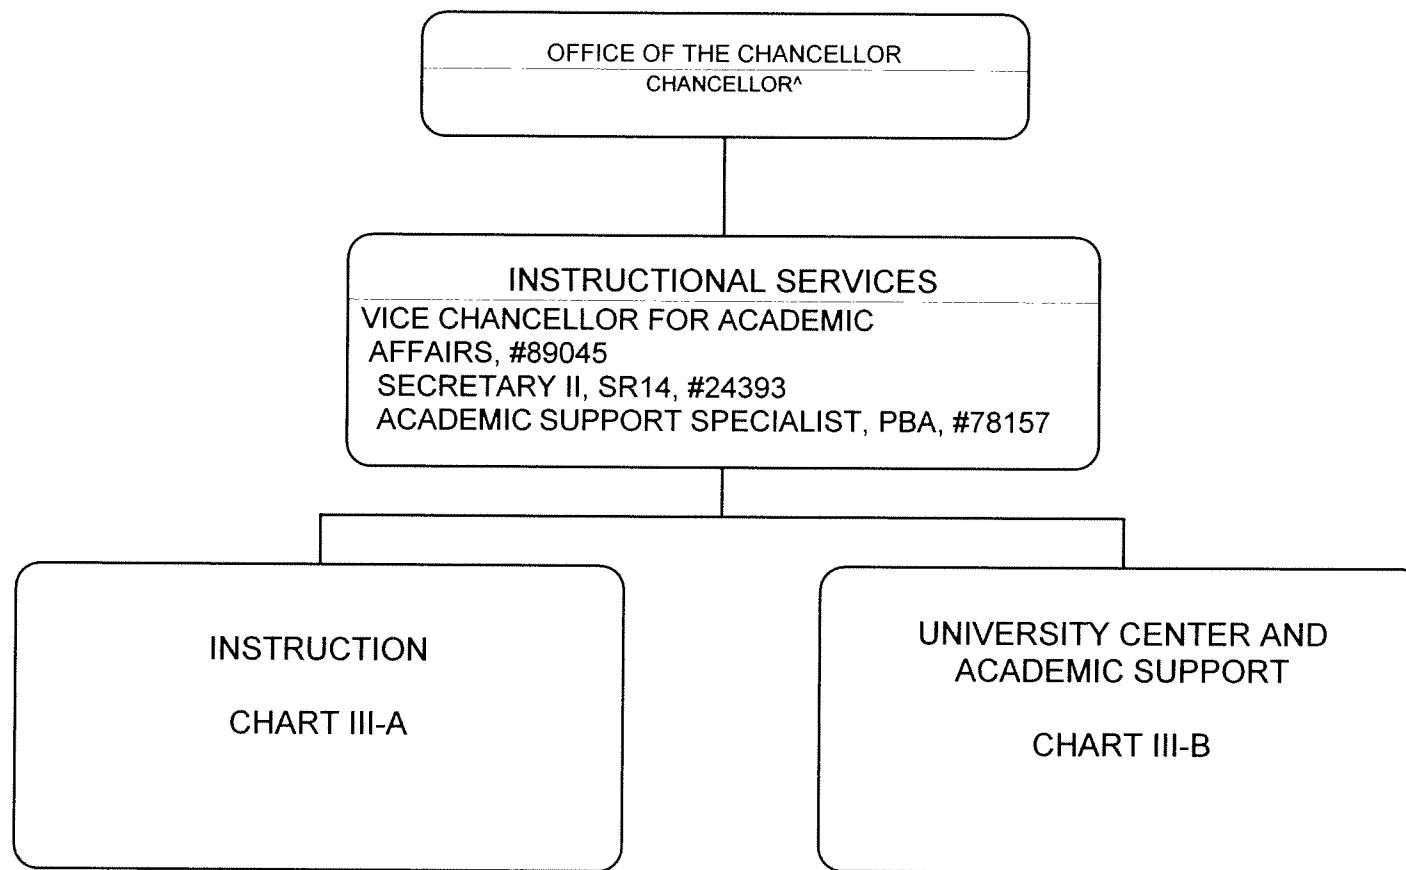 OFFICE OF THE CHANCELLOR
CHANCELLOR^
INSTRUCTIONAL SERVICES
VICE CHANCELLOR FOR ACADEMIC
AFFAIRS, #89045
SECRETARY II, SR14, #24393
ACADEMIC SUPPORT SPECIALIST, PBA, #78157
INSTRUCTION
CHART III-A
UNIVERSITY CENTER AND
ACADEMIC SUPPORT
CHART III-B